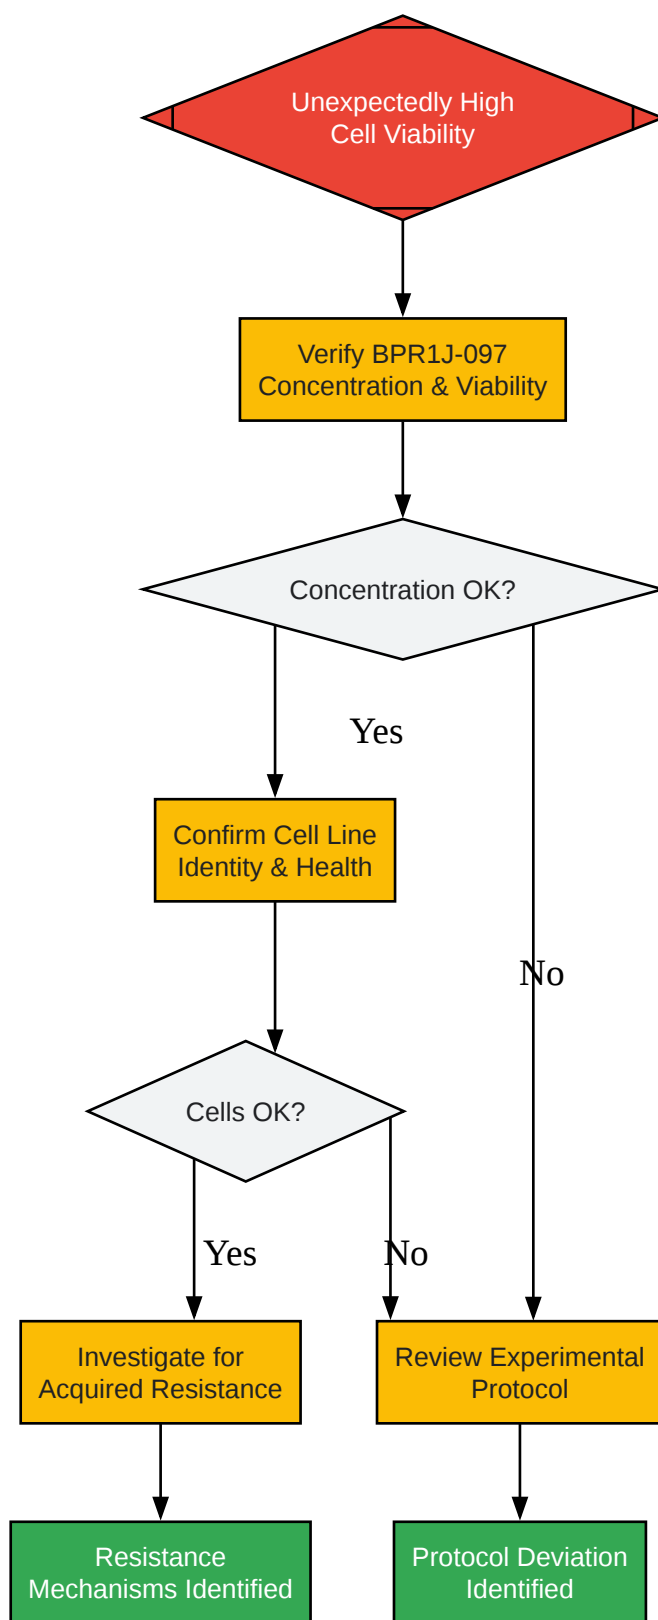 Unexpectedly High
Cell Viability
Verify BPR1J-097
Concentration & Viability
Concentration OK?
Yes
Confirm Cell Line
Identity & Health
No
Cells OK?
Yes
No
Investigate for
Acquired Resistance
Review Experimental
Protocol
Resistance
Mechanisms Identified
Protocol Deviation
Identified